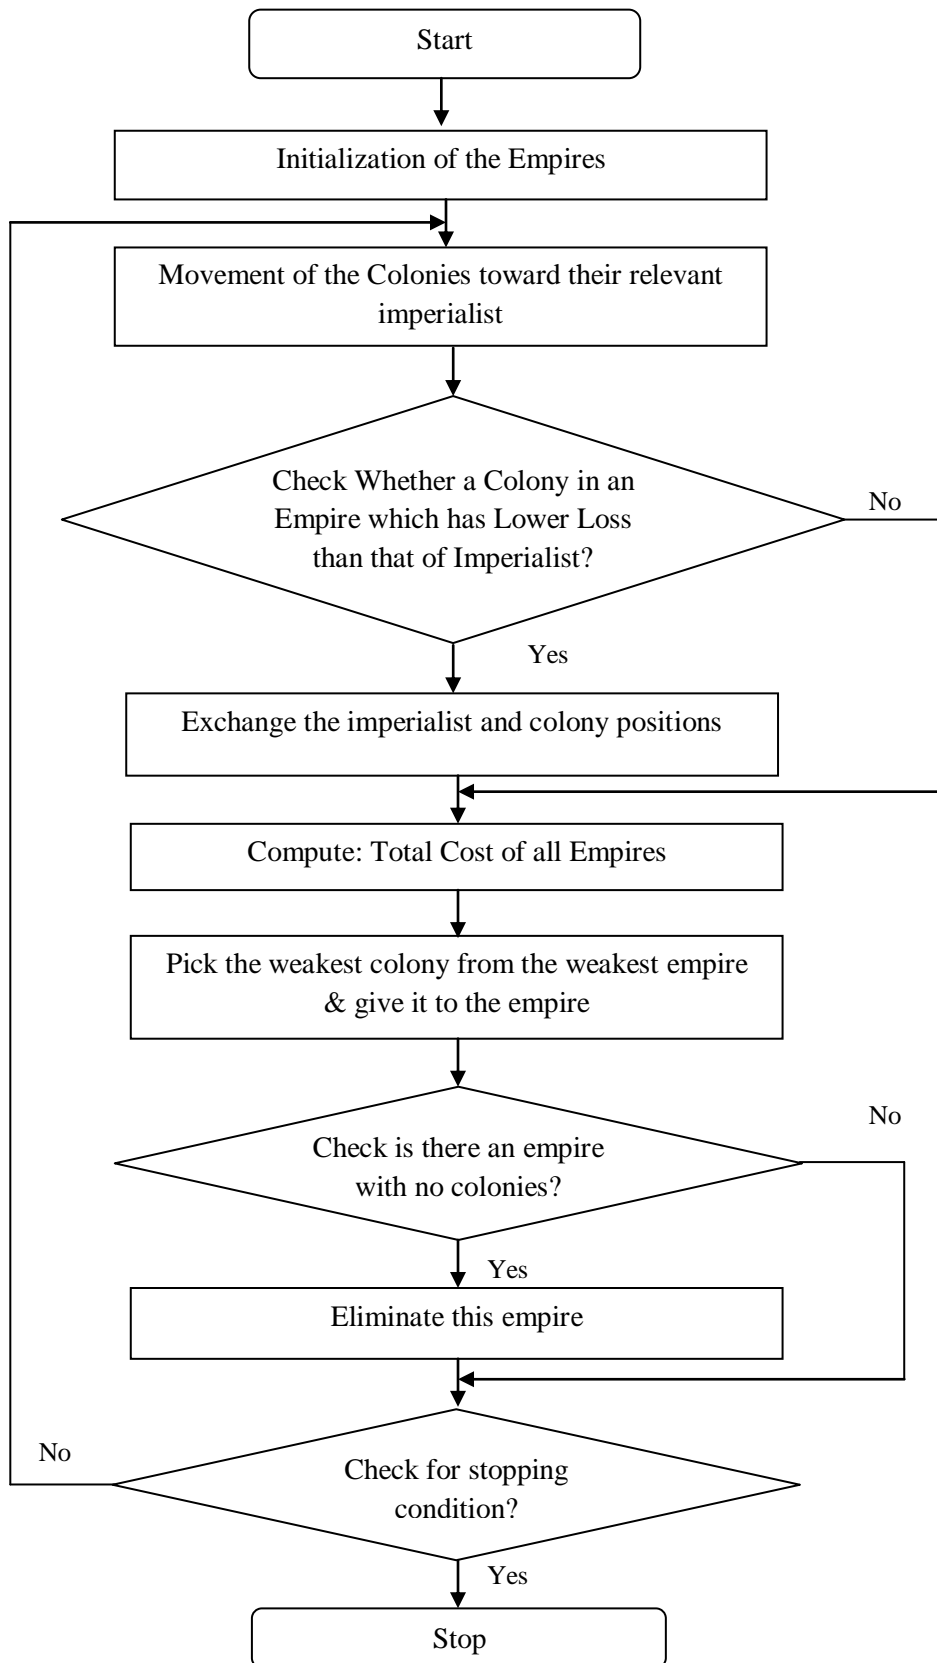 Start
Initialization of the Empires
Movement of the Colonies toward their relevant
imperialist
Check Whether a Colony in an
Empire which has Lower Loss
than that of Imperialist?
No
Yes
Exchange the imperialist and colony positions
Compute: Total Cost of all Empires
Pick the weakest colony from the weakest empire
& give it to the empire
No
Check is there an empire
with no colonies?
Yes
Eliminate this empire
No
Check for stopping
condition?
Yes
Stop